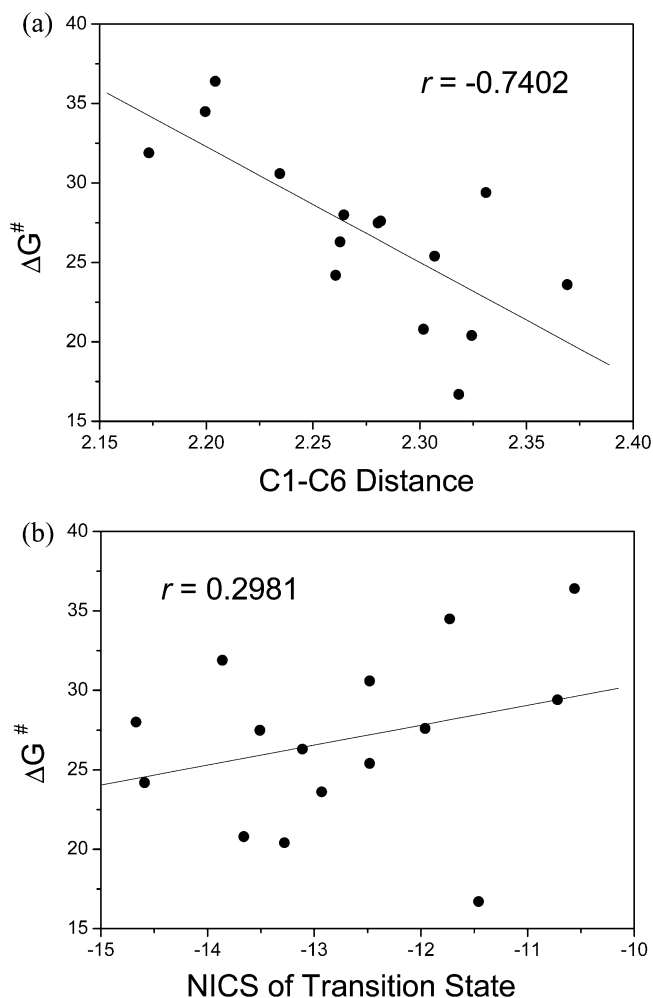 (a)
40
35
30
25
20
15
r = -0.7402
ΔG#
2.15 2.20 2.25 2.30 2.35 2.40
C1-C6 Distance
(b)
40
35
30
25
20
15
r = 0.2981
ΔG #
-15 -14 -13 -12 -11 -10
NICS of Transition State